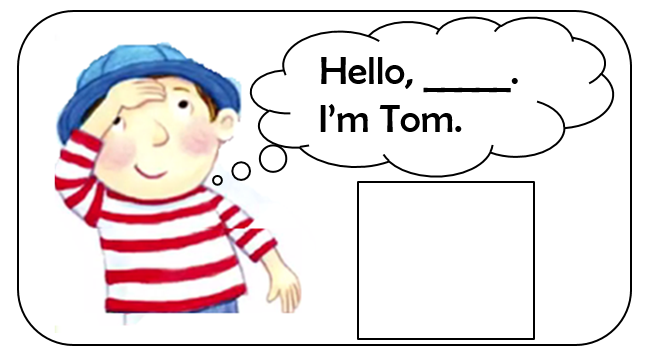 Hello, _____.
I'm Tom.